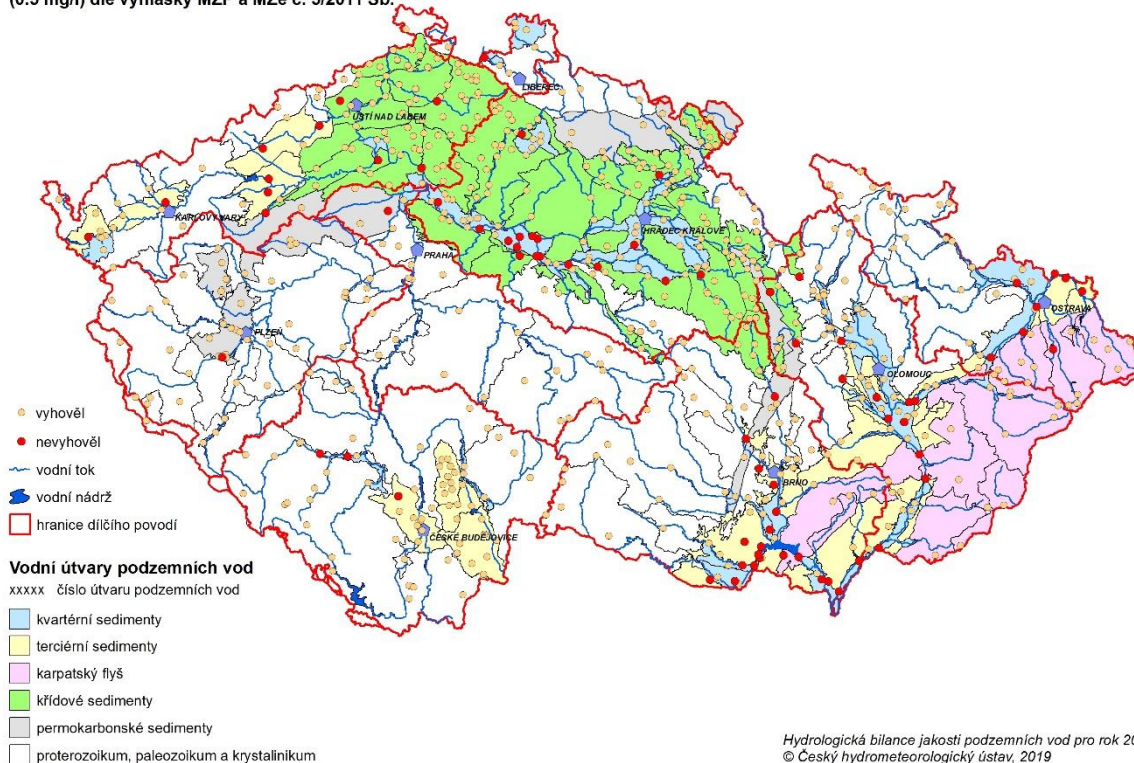 (0.5 mg/l) dle vyhlášky MŽP a MZe č. 5/2011 Sb.
LIBEREC
ÚSTÍ NAD LABEM
KARLOVY VARY
HRADEC KRÁLOVÉ
PRAHA
OSTRAVA
PLZEŇ
OLOMOUC
BRNO
ČESKÉ BUDĚJOVICE
vyhověl
nevyhověl
vodní tok
vodní nádrž
hranice dílčího povodí
Vodní útvary podzemních vod
xxxxx číslo útvaru podzemních vod
kvartérní sedimenty
terciérní sedimenty
karpatský flyš
křídové sedimenty
permokarbonské sedimenty
proterozoikum, paleozoikum a krystalinikum
Hydrologická bilance jakosti podzemních vod pro rok 20
© Český hydrometeorologický ústav, 2019